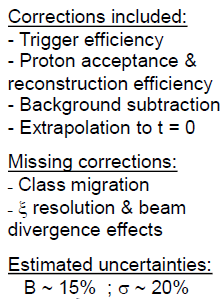 Corrections included:
- Trigger efficiency
- Proton acceptance &
reconstruction efficiency
- Background subtraction
- Extrapolation to t = 0
Missing corrections:
- Class migration
- ξ resolution & beam
divergence effects
Estimated uncertainties:
B ~ 15% ; σ ~ 20%